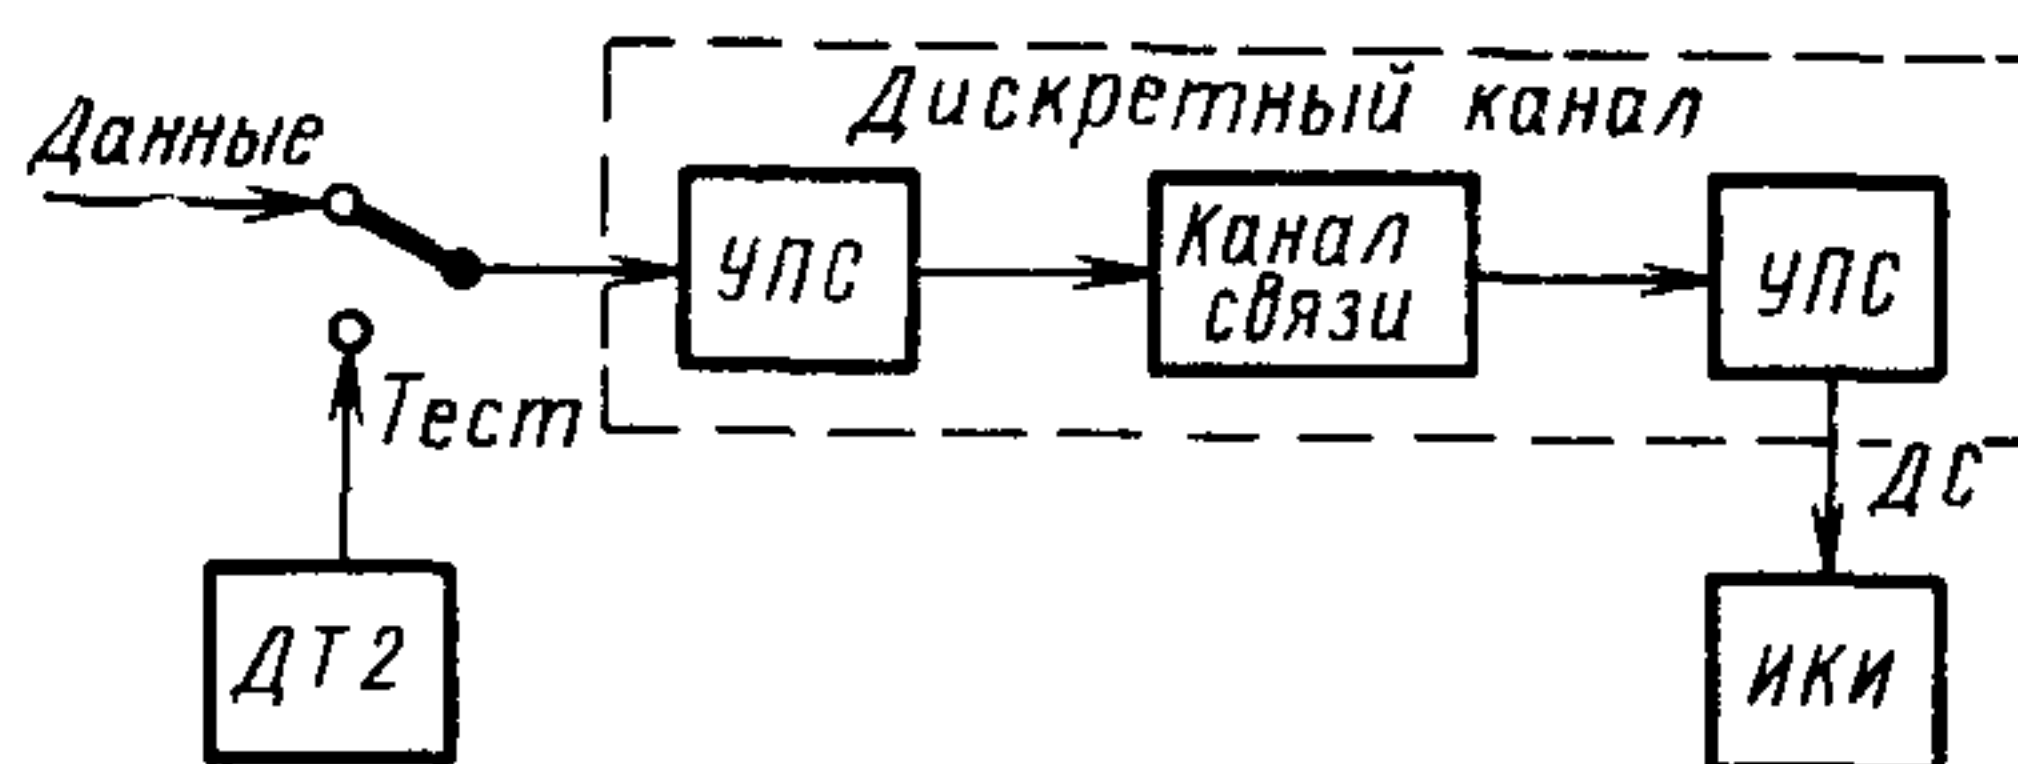 Дискретный канал
Данные
УПС
Канал
связи
УПС
Тест
ДС
ДТ2
ИКИ